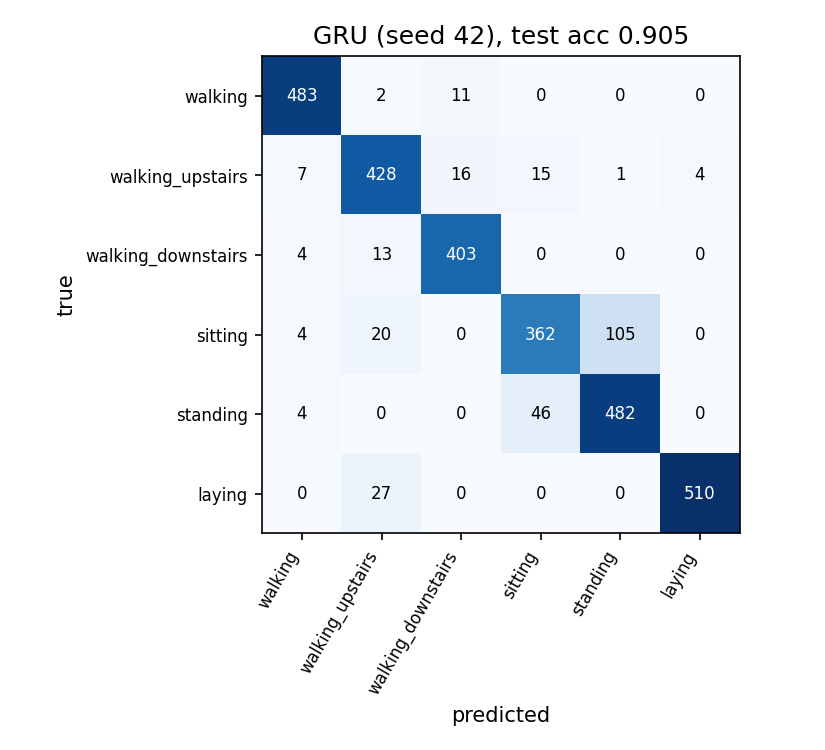 GRU (seed 42), test acc 0.905
true
walking 483 2 11 0 0 0
walking_upstairs 7 428 16 15 1 4
walking_downstairs 4 13 403 0 0 0
sitting 4 20 0 362 105 0
standing 4 0 0 46 482 0
laying 0 27 0 0 0 510
walking walking_upstairs walking_downstairs sitting standing laying
predicted